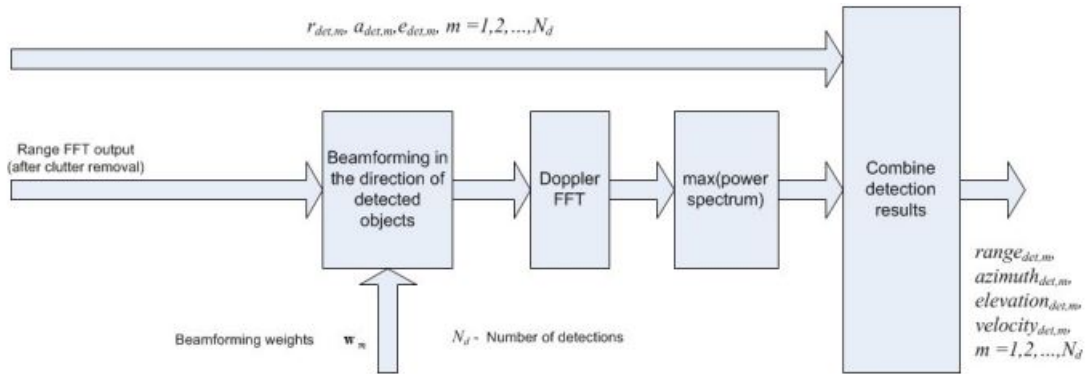 r_det,m, a_det,m,e_det,m, m =1,2,...,N_d
Range FFT output
(after clutter removal)
Beamforming in
the direction of
detected
objects
Doppler
FFT
max(power
spectrum)
Combine
detection
results
Beamforming weights w_m
N_d - Number of detections
range_det,m,
azimuth_det,m,
elevation_det,m,
velocity_det,m,
m =1,2,...,N_d